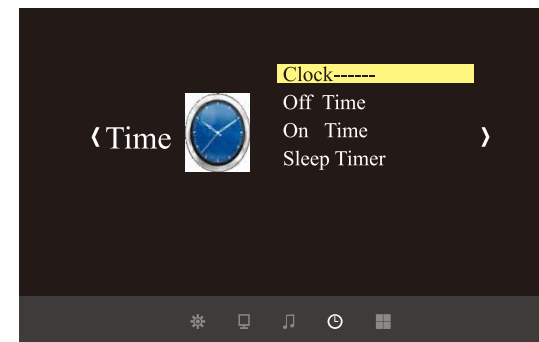 Time
Clock------
Off Time
On Time
Sleep Timer